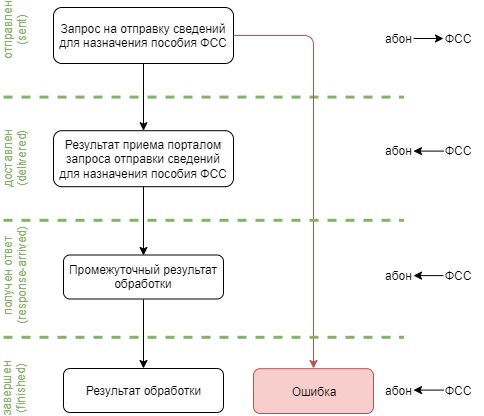 отправлен
(sent)
Запрос на отправку сведений
для назначения пособия ФСС
абон ФСС
доставлен
(delivered)
Результат приема порталом
запроса отправки сведений
для назначения пособия ФСС
абон ФСС
получен ответ
(response-arrived)
Промежуточный результат
обработки
абон ФСС
завершен
(finished)
Результат обработки
Ошибка
абон ФСС